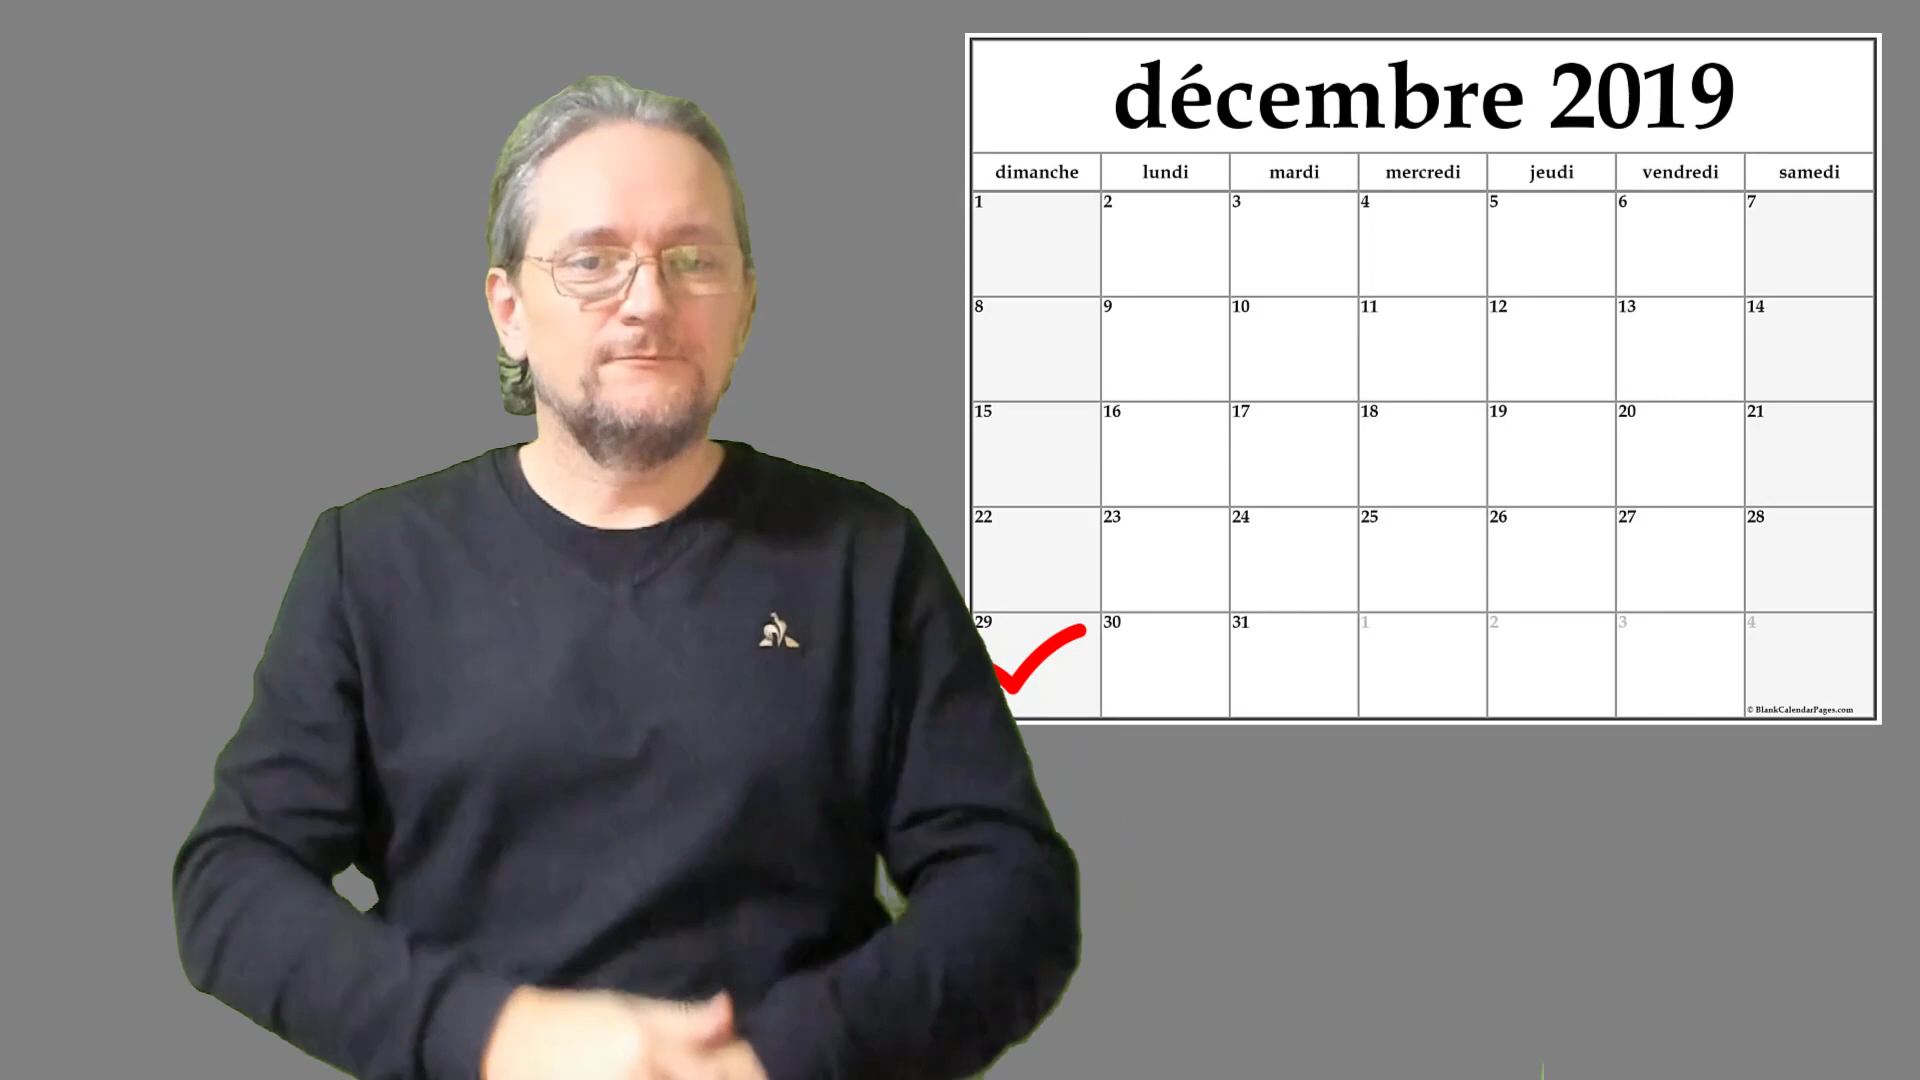 décembre 2019
dimanche lundi mardi mercredi jeudi vendredi samedi
1 2 3 4 5 6 7
8 9 10 11 12 13 14
15 16 17 18 19 20 21
22 23 24 25 26 27 28
29 30 31 1 2 3 4
© BlankCalendarPages.com